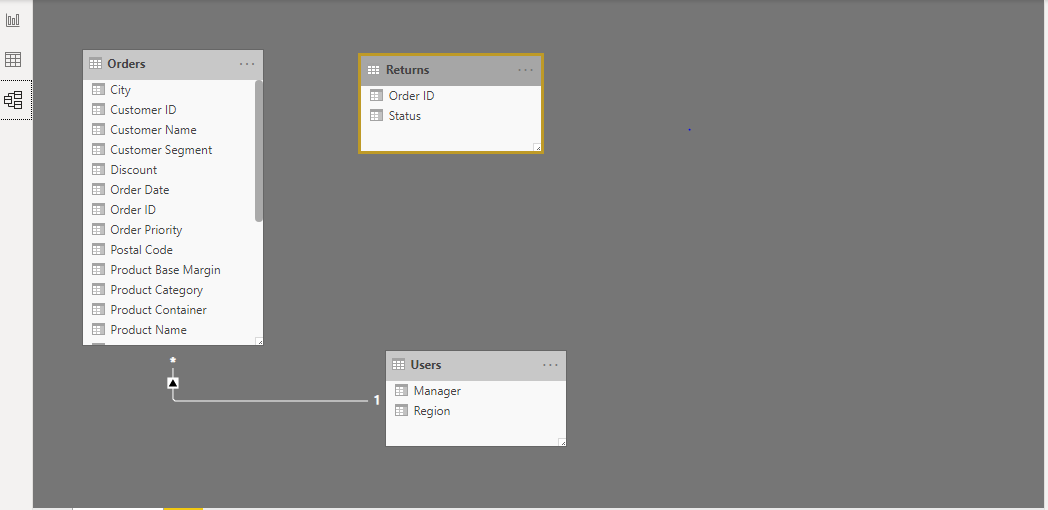 Orders
City
Customer ID
Customer Name
Customer Segment
Discount
Order Date
Order ID
Order Priority
Postal Code
Product Base Margin
Product Category
Product Container
Product Name
*
1
Returns
Order ID
Status
Users
Manager
Region